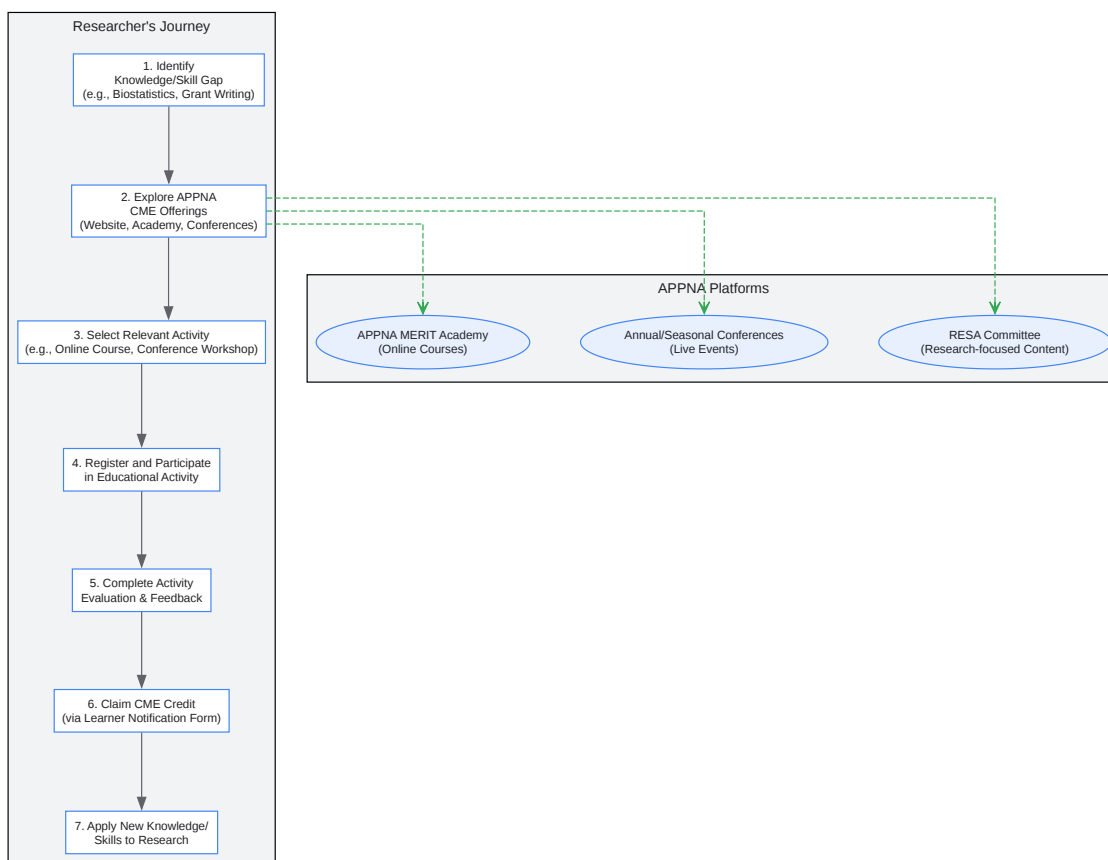 Researcher's Journey
1. Identify
Knowledge/Skill Gap
(e.g., Biostatistics, Grant Writing)
2. Explore APPNA
CME Offerings
(Website, Academy, Conferences)
3. Select Relevant Activity
(e.g., Online Course, Conference Workshop)
4. Register and Participate
in Educational Activity
5. Complete Activity
Evaluation & Feedback
6. Claim CME Credit
(via Learner Notification Form)
7. Apply New Knowledge/
Skills to Research
APPNA Platforms
APPNA MERIT Academy
(Online Courses)
Annual/Seasonal Conferences
(Live Events)
RESA Committee
(Research-focused Content)